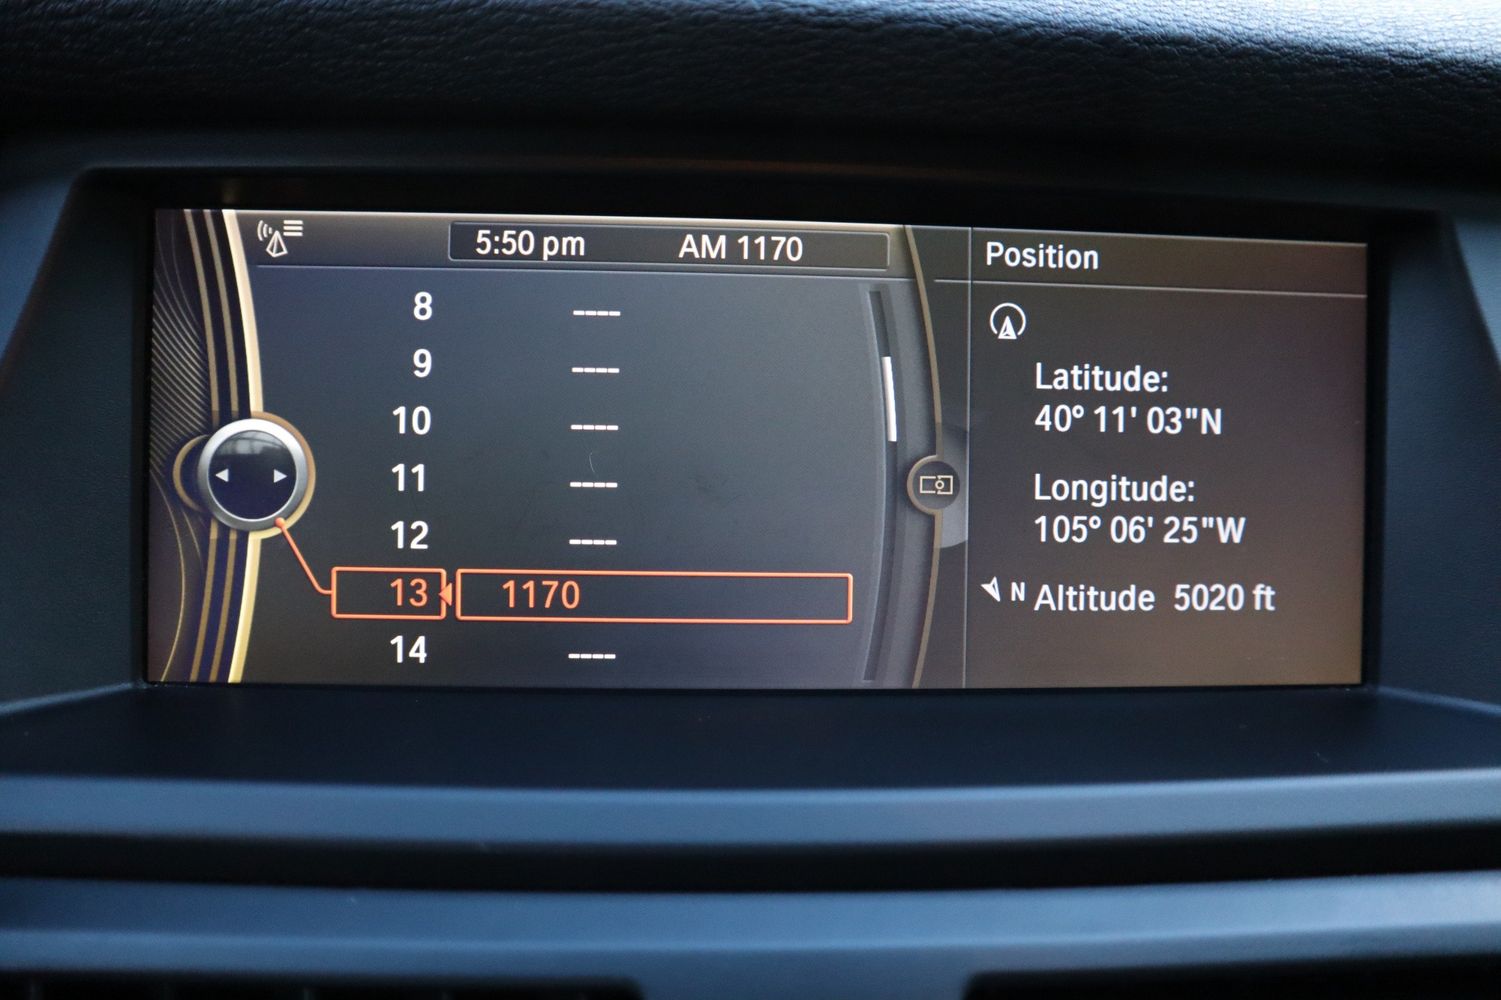 5:50 pm AM 1170
8 ----
9 ----
10 ----
11 ----
12 ----
13 1170
14 ----
Position
Latitude:
40° 11' 03"N
Longitude:
105° 06' 25"W
N Altitude 5020 ft